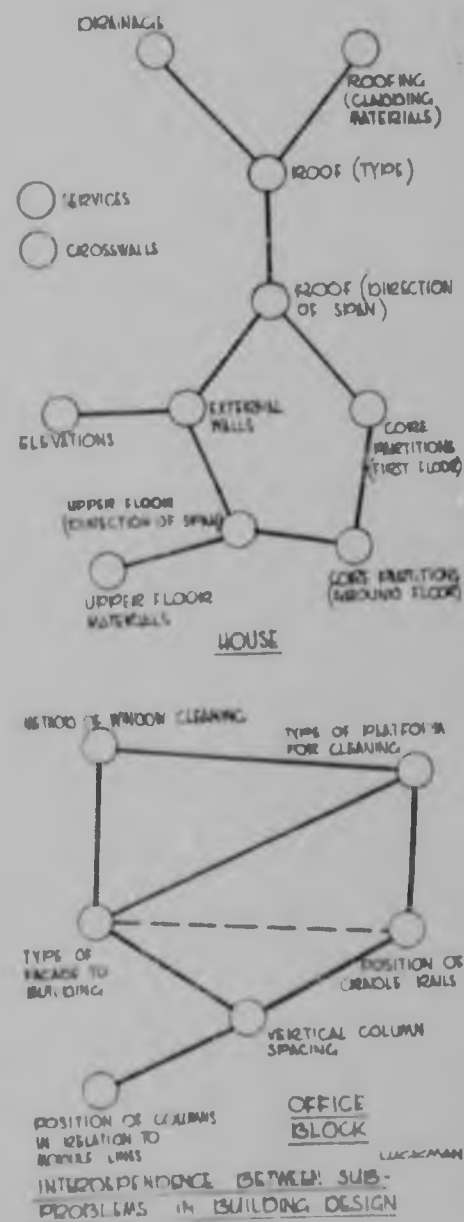 DRAINAGE
ROOFING
(CLADDING
MATERIALS)
ROOF (TYPE)
SERVICES
CROSSWALLS
ROOF (DIRECTION
OF SPAN)
EXTERNAL
WALLS
ELEVATIONS
CORE
PARTITIONS
(FIRST FLOOR)
UPPER FLOOR
(DIRECTION OF SPAN)
UPPER FLOOR
MATERIALS
CORE PARTITIONS
(GROUND FLOOR)
HOUSE
METHOD OF WINDOW CLEANING
TYPE OF PLATFORM
FOR CLEANING
TYPE OF
FACADE TO
BUILDING
POSITION OF
CRADLE RAILS
VERTICAL COLUMN
SPACING
POSITION OF COLUMNS
IN RELATION TO
MODULE LINES
OFFICE
BLOCK
LUCKMAN
INTERDEPENDENCE BETWEEN SUB-
PROBLEMS IN BUILDING DESIGN